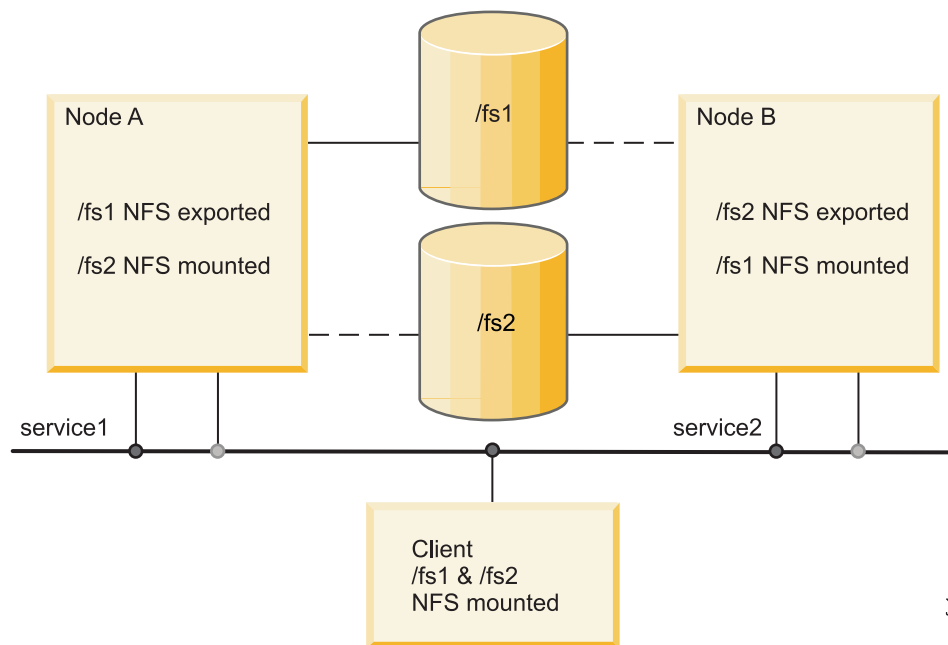 Node A
/fs1 NFS exported
/fs2 NFS mounted
/fs1
/fs2
Node B
/fs2 NFS exported
/fs1 NFS mounted
service1
service2
Client
/fs1 & /fs2
NFS mounted